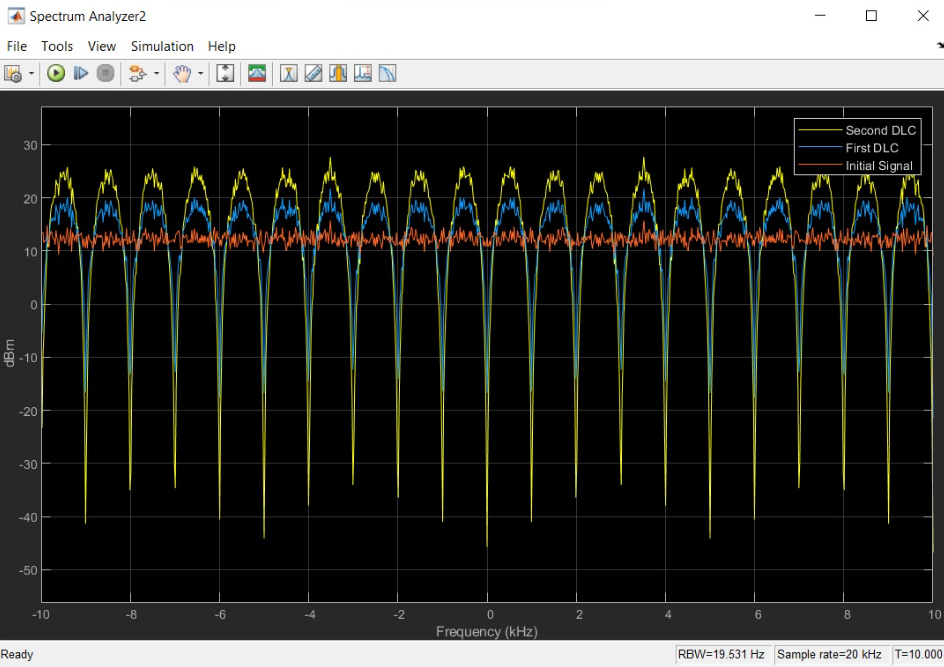 Spectrum Analyzer2
File Tools View Simulation Help
Second DLC
First DLC
Initial Signal
30
20
10
0
-10
-20
-30
-40
-50
dBm
-10 -8 -6 -4 -2 0 2 4 6 8 10
Frequency (kHz)
Ready RBW=19.531 Hz Sample rate=20 kHz T=10.000